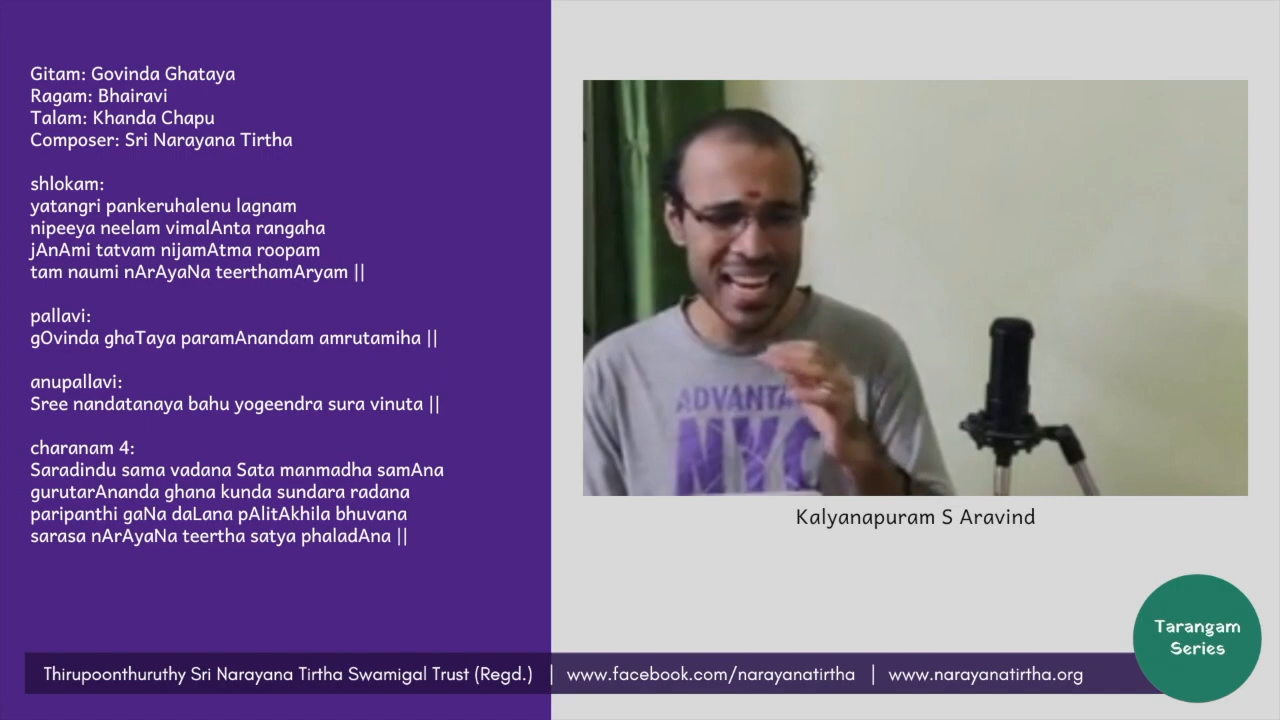 Gitam: Govinda Ghataya
Ragam: Bhairavi
Talam: Khanda Chapu
Composer: Sri Narayana Tirtha
shlokam:
yatangri pankeruhalenu lagnam
nipeeya neelam vimalAnta rangaha
jAnAmi tatvam nijamAtma roopam
tam naumi nArAyaNa teerthamAryam ||
pallavi:
gOvinda ghaTaya paramAnandam amrutamiha ||
anupallavi:
Sree nandatanaya bahu yogeendra sura vinuta ||
charanam 4:
Saradindu sama vadana Sata manmadha samAna
gurutarAnanda ghana kunda sundara radana
paripanthi gaNa daLana pAlitAkhila bhuvana
sarasa nArAyaNa teertha satya phaladAna ||
NYC
Kalyanapuram S Aravind
Tarangam
Series
Thirupoonthuruthy Sri Narayana Tirtha Swamigal Trust (Regd.) | www.facebook.com/narayanatirtha | www.narayanatirtha.org